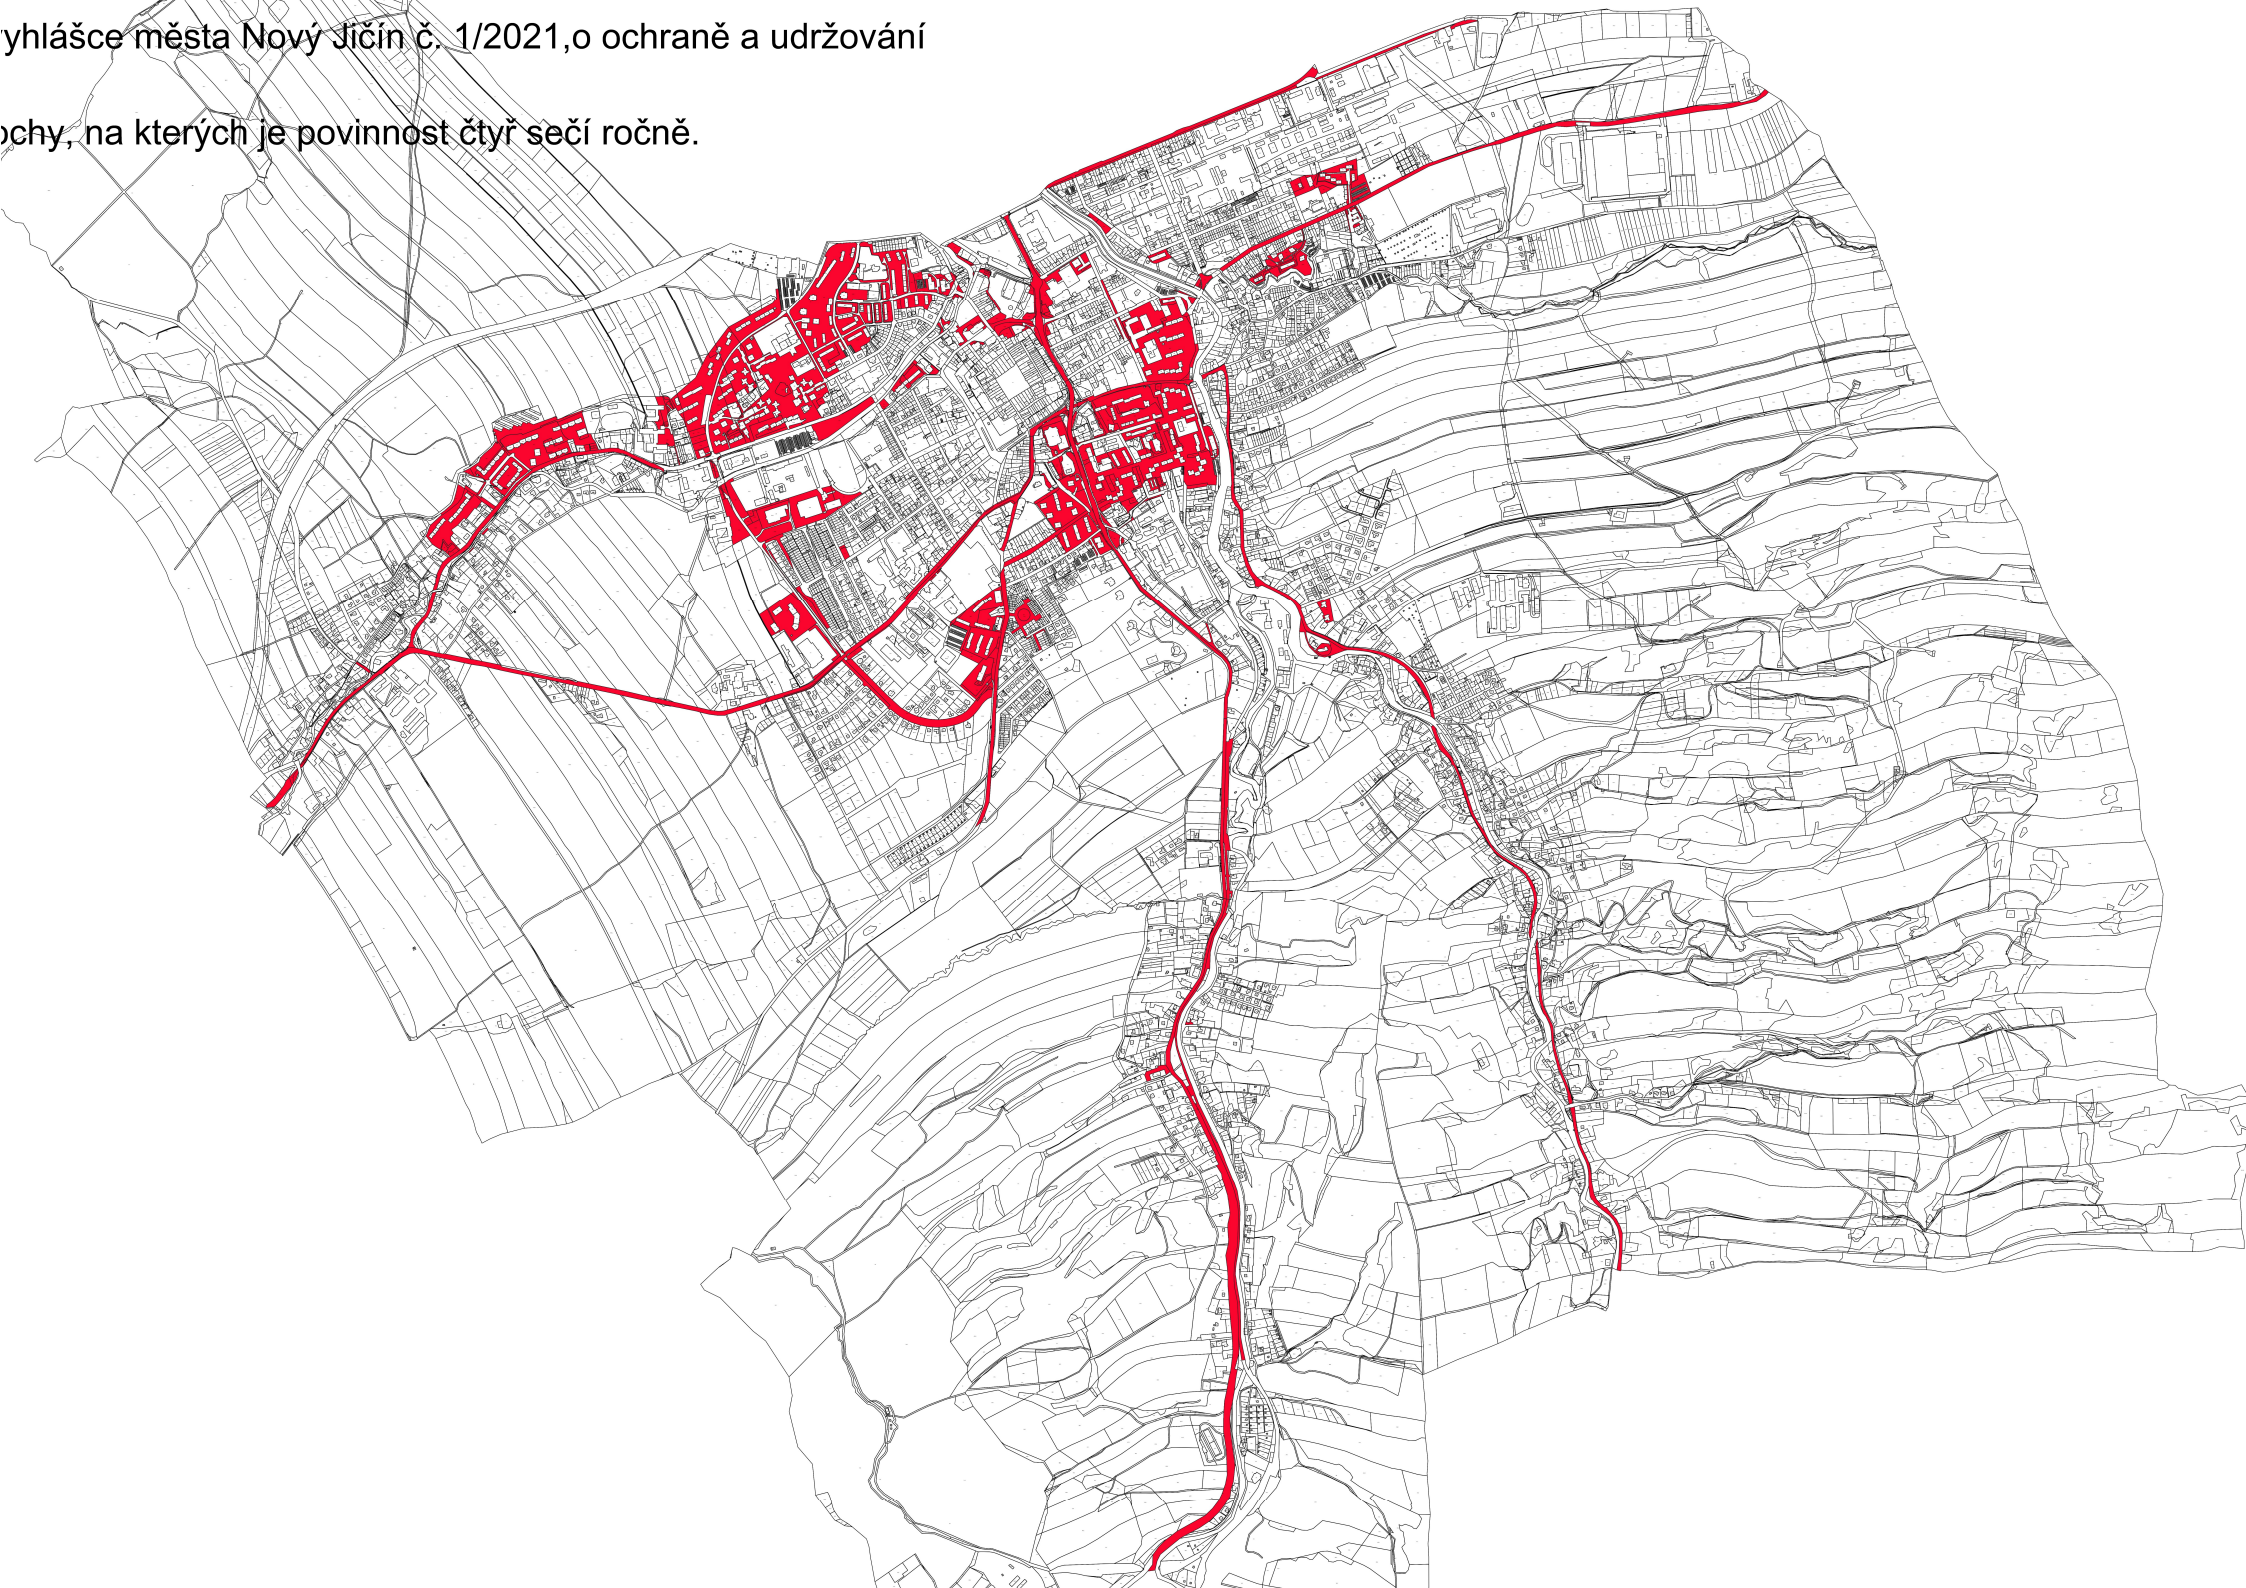 yhlášce města Nový Jičín č. 1/2021,o ochraně a udržování
ochy, na kterých je povinnost čtyř sečí ročně.